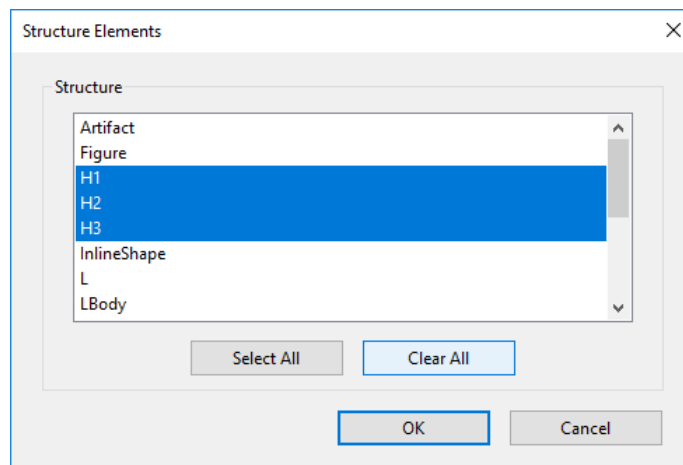 Structure Elements
Structure
Artifact
Figure
H1
H2
H3
InlineShape
L
LBody
Select All
Clear All
OK
Cancel